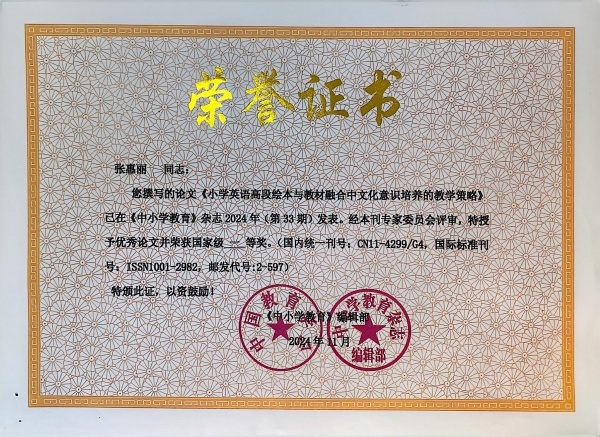 荣誉证书
张惠丽 同志：
您撰写的论文《小学英语高段绘本与教材融合中文化意识培养的教学策略》
已在《中小学教育》杂志2024年（第33期）发表。经本刊专家委员会评审，特授
予优秀论文并荣获国家级 一 等奖。（国内统一刊号：CN11-4299/G4，国际标准刊
号：ISSN1001-2982，邮发代号：2-597）
特颁此证，以资鼓励！
《中小学教育》编辑部
2024年11月
中国教育
中小学教育杂志
编辑部